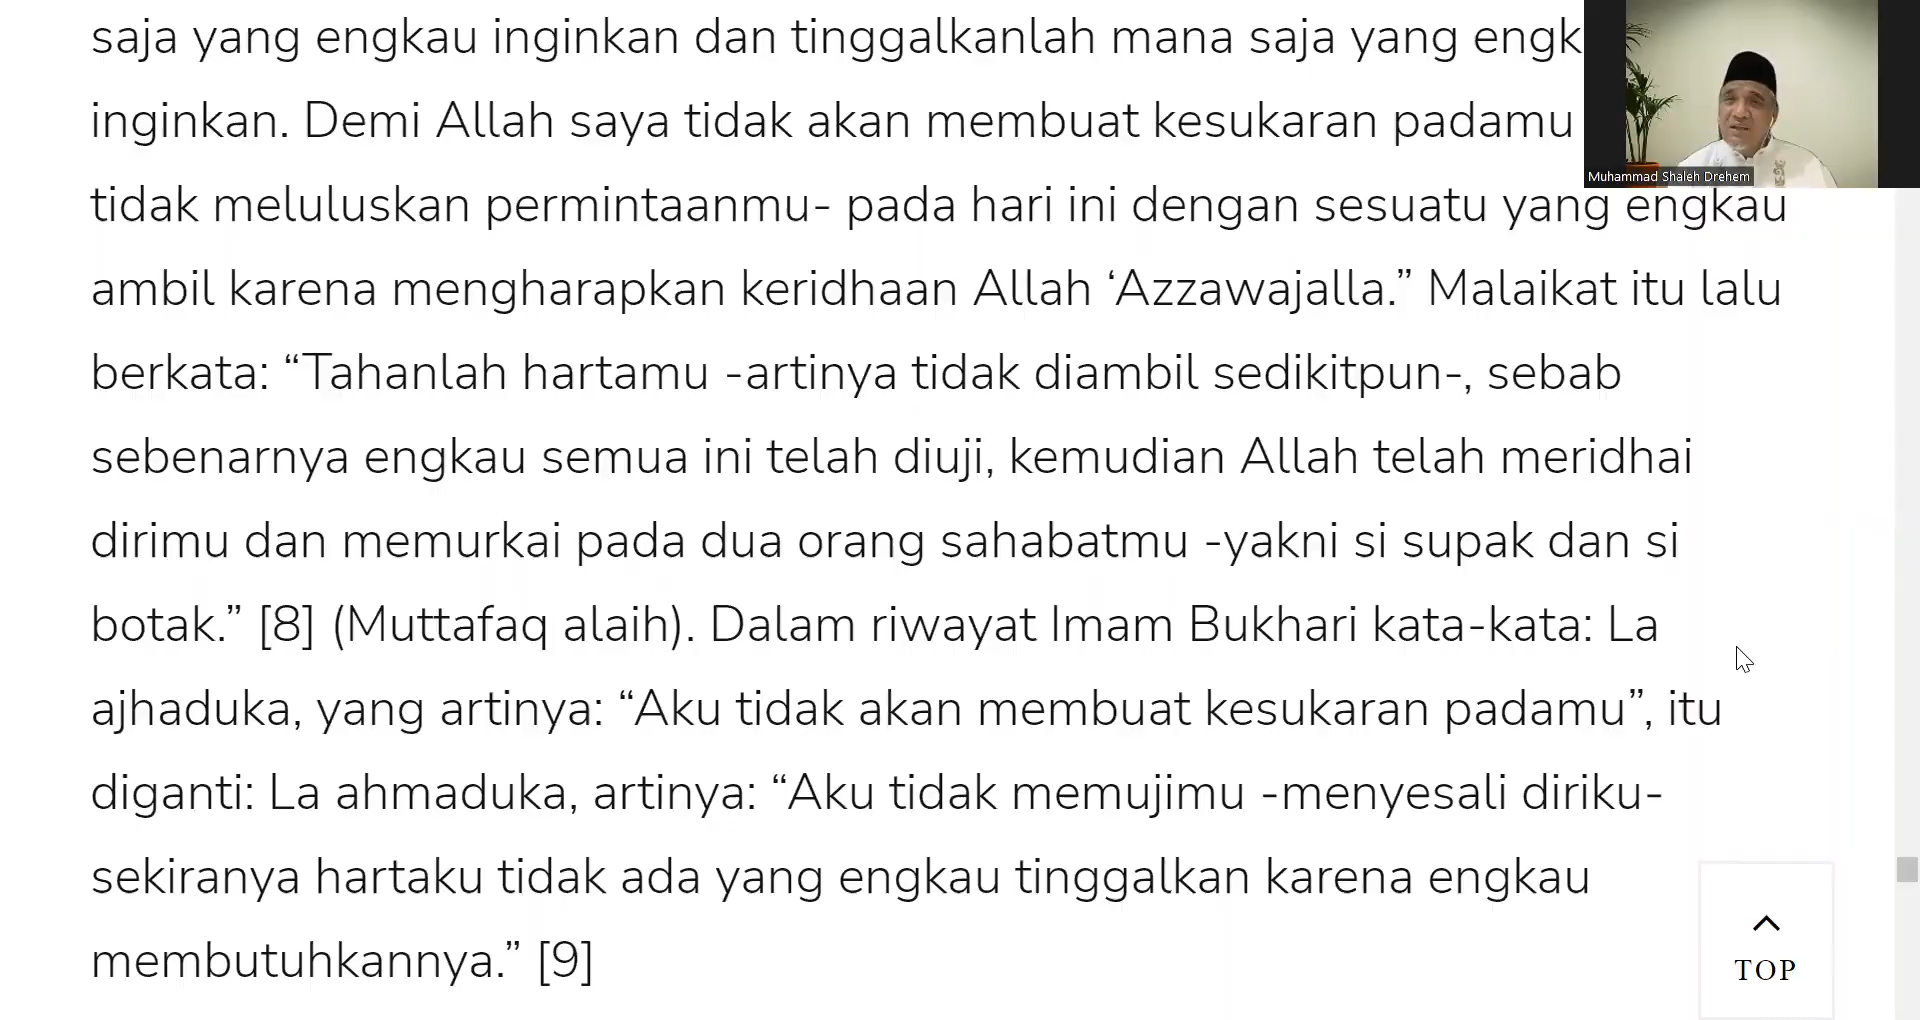 saja yang engkau inginkan dan tinggalkanlah mana saja yang engk
inginkan. Demi Allah saya tidak akan membuat kesukaran padamu
Muhammad Shaleh Drehem
tidak meluluskan permintaanmu- pada hari ini dengan sesuatu yang engkau
ambil karena mengharapkan keridhaan Allah ‘Azzawajalla.” Malaikat itu lalu
berkata: “Tahanlah hartamu -artinya tidak diambil sedikitpun-, sebab
sebenarnya engkau semua ini telah diuji, kemudian Allah telah meridhai
dirimu dan memurkai pada dua orang sahabatmu -yakni si supak dan si
botak.” [8] (Muttafaq alaih). Dalam riwayat Imam Bukhari kata-kata: La
ajhaduka, yang artinya: “Aku tidak akan membuat kesukaran padamu”, itu
diganti: La ahmaduka, artinya: “Aku tidak memujimu -menyesali diriku-
sekiranya hartaku tidak ada yang engkau tinggalkan karena engkau
membutuhkannya.” [9]
TOP